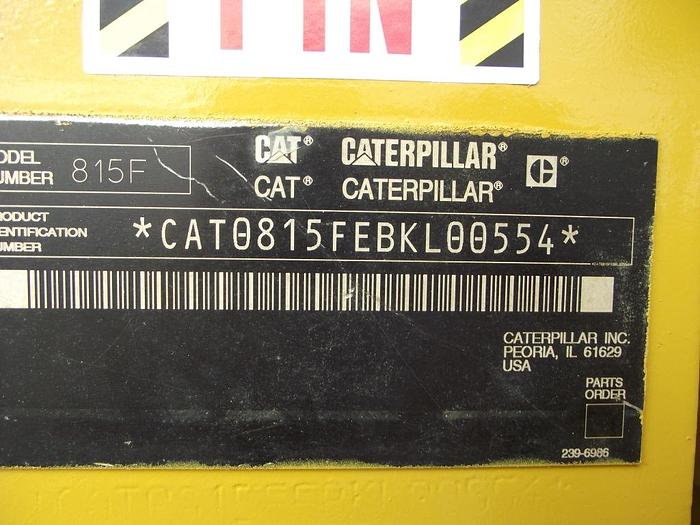 PIN
ODEL
UMBER 815F
CAT® CATERPILLAR® C®
CAT® CATERPILLAR®
RODUCT
DENTIFICATION
UMBER
*CAT0815FEBKL00554*
CATERPILLAR INC.
PEORIA, IL 61629
USA
PARTS
ORDER
239-6986